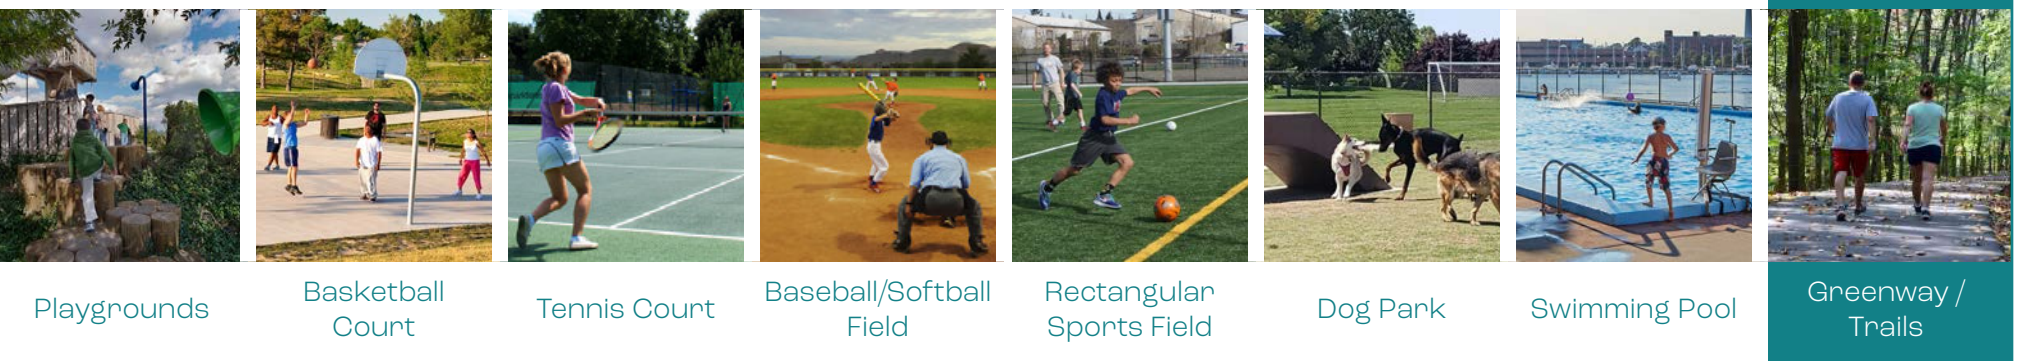 Playgrounds
Basketball
Court
Tennis Court
Baseball/Softball
Field
Rectangular
Sports Field
Dog Park
Swimming Pool
Greenway /
Trails